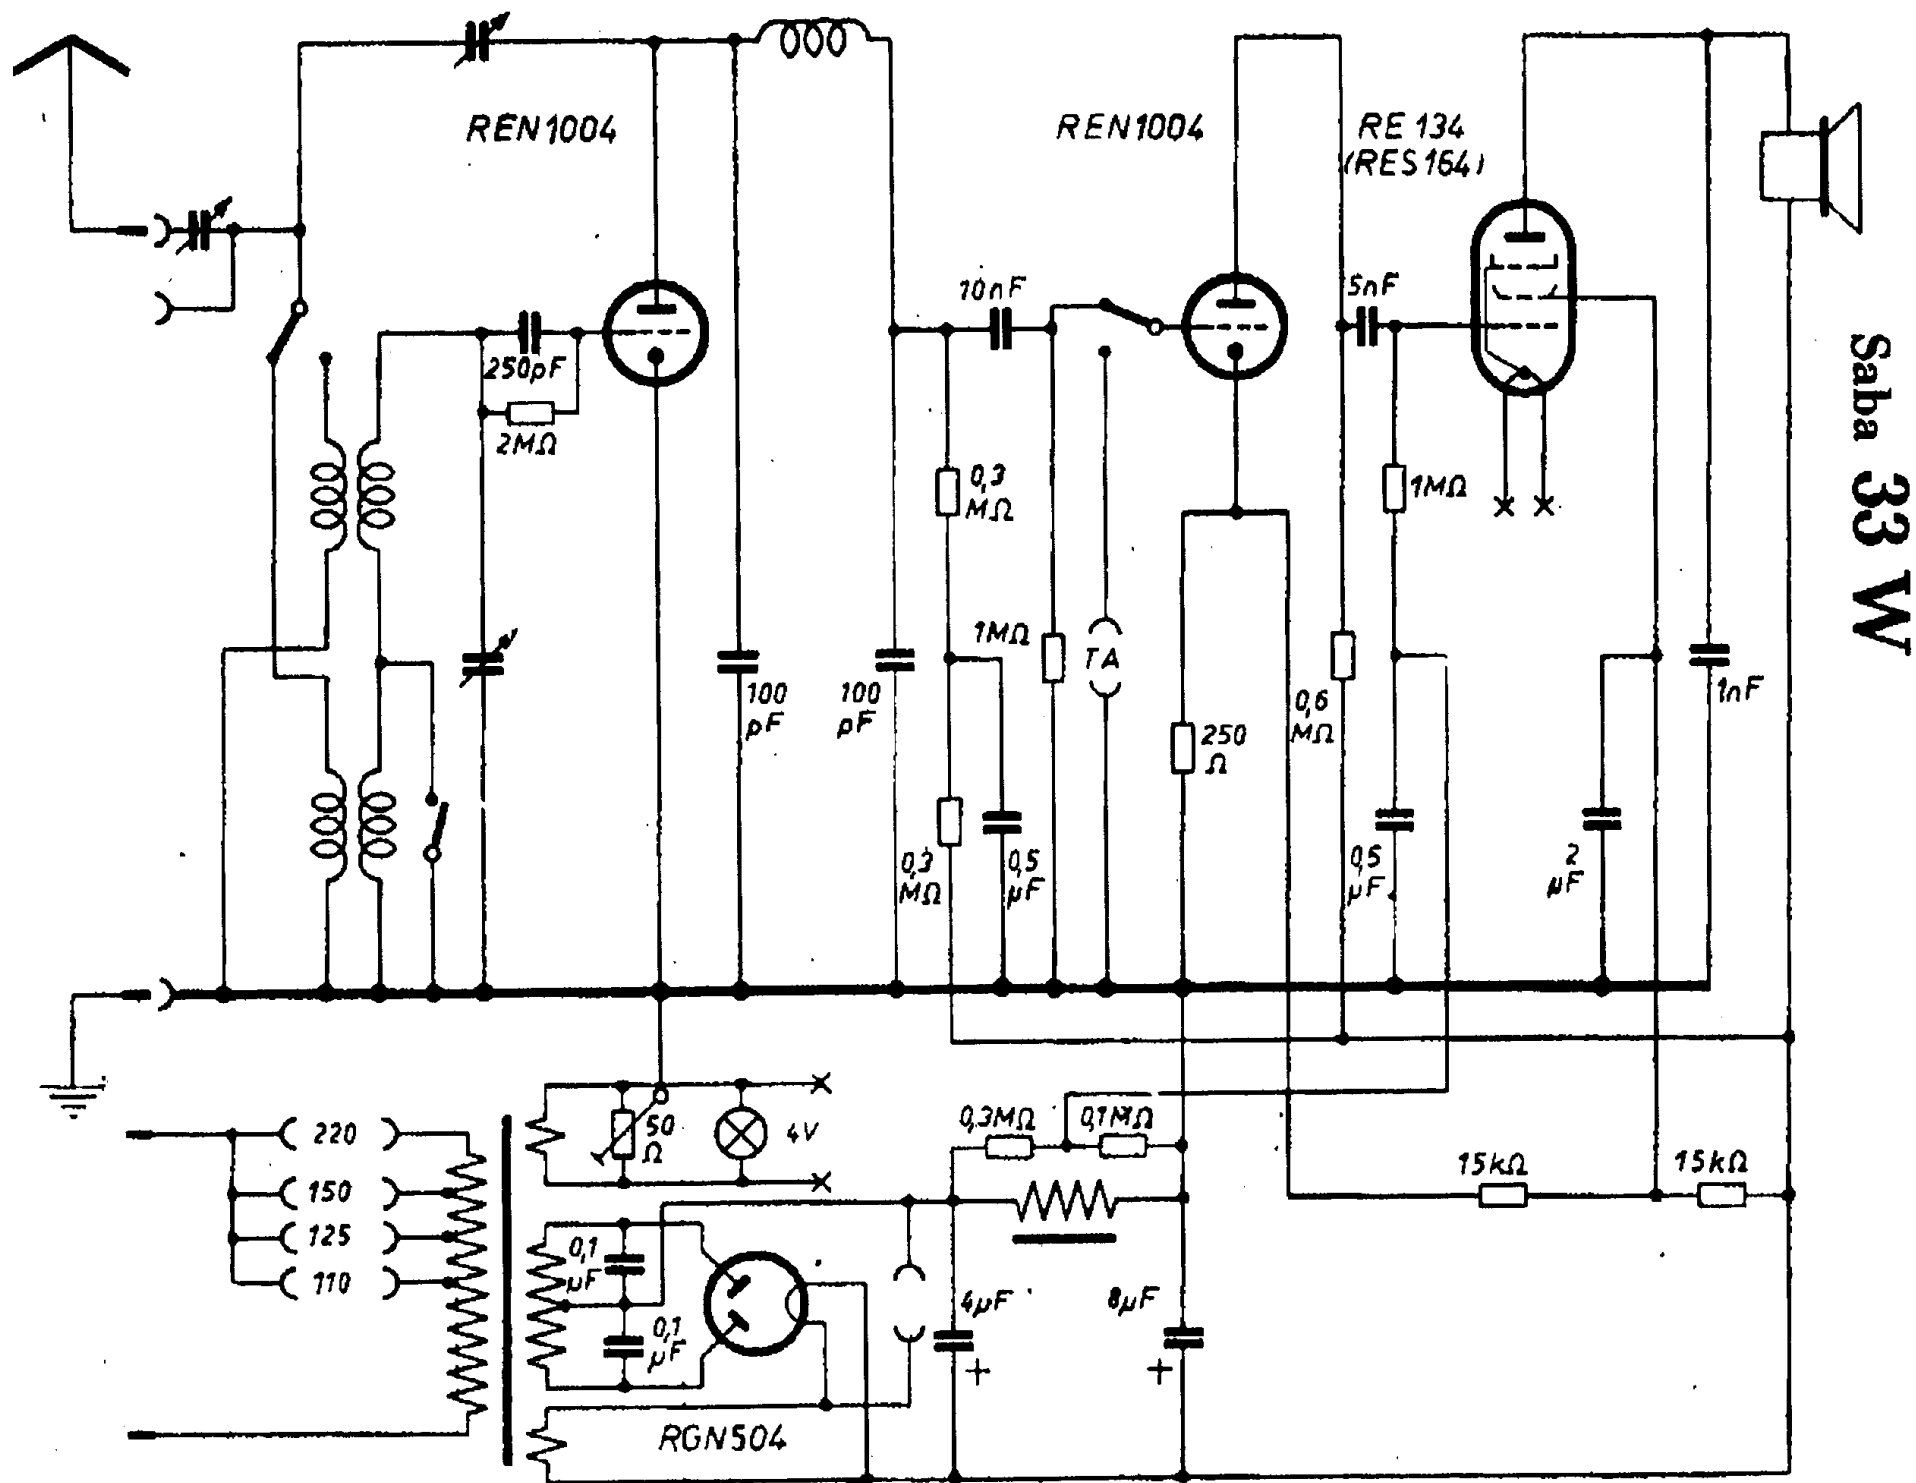 REN1004
REN1004
RE 134
(RES164)
Saba 33 W
250pF
2MΩ
10nF
5nF
0,3
MΩ
1MΩ
1MΩ
TA
100
pF
100
pF
250
Ω
0,6
MΩ
1nF
0,3
MΩ
0,5
µF
0,5
µF
2
µF
50
Ω
4V
0,3MΩ
0,1MΩ
220
150
125
110
15kΩ
15kΩ
0,1
µF
0,1
µF
4µF
+
8µF
+
RGN504